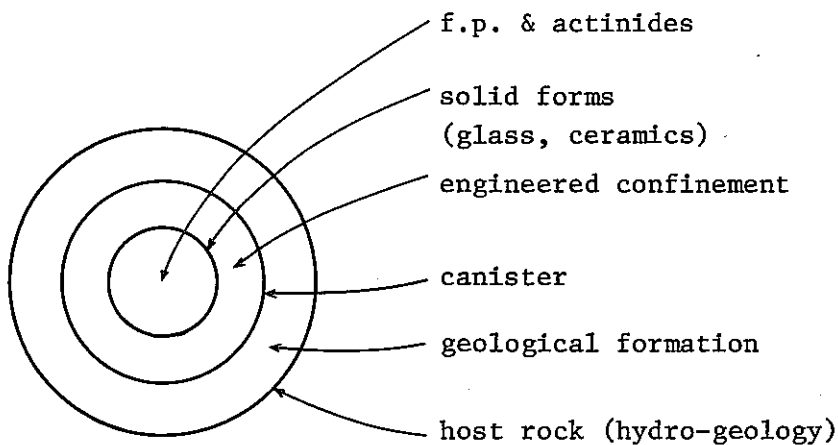 f.p. & actinides
solid forms
(glass, ceramics)
engineered confinement
canister
geological formation
host rock (hydro-geology)